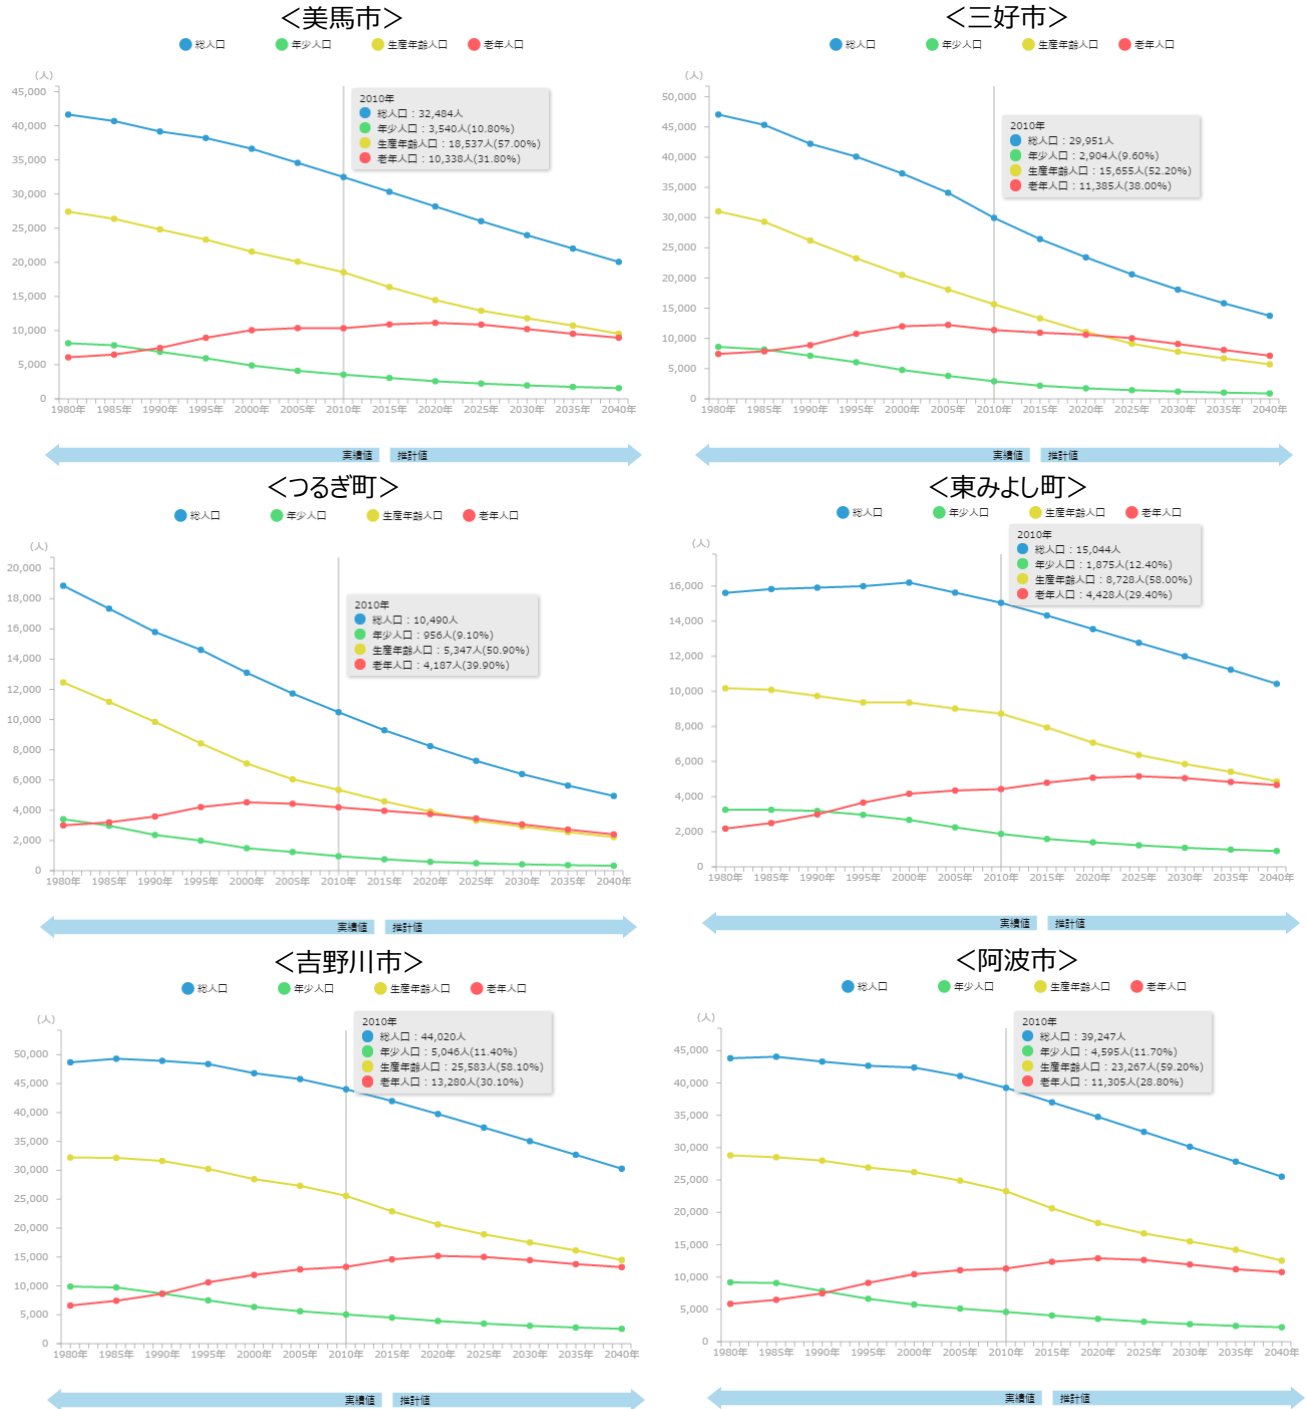 ＜美馬市＞
総人口 年少人口 生産年齢人口 老年人口
(人)
45,000
40,000
35,000
30,000
25,000
20,000
15,000
10,000
5,000
0
2010年
総人口：32,484人
年少人口：3,540人(10.80%)
生産年齢人口：18,537人(57.00%)
老年人口：10,338人(31.80%)
1980年 1985年 1990年 1995年 2000年 2005年 2010年 2015年 2020年 2025年 2030年 2035年 2040年
実績値 推計値
＜三好市＞
総人口 年少人口 生産年齢人口 老年人口
(人)
50,000
45,000
40,000
35,000
30,000
25,000
20,000
15,000
10,000
5,000
0
2010年
総人口：29,951人
年少人口：2,904人(9.60%)
生産年齢人口：15,655人(52.20%)
老年人口：11,385人(38.00%)
1980年 1985年 1990年 1995年 2000年 2005年 2010年 2015年 2020年 2025年 2030年 2035年 2040年
実績値 推計値
＜つるぎ町＞
総人口 年少人口 生産年齢人口 老年人口
(人)
20,000
18,000
16,000
14,000
12,000
10,000
8,000
6,000
4,000
2,000
0
2010年
総人口：10,490人
年少人口：956人(9.10%)
生産年齢人口：5,347人(50.90%)
老年人口：4,187人(39.90%)
1980年 1985年 1990年 1995年 2000年 2005年 2010年 2015年 2020年 2025年 2030年 2035年 2040年
実績値 推計値
＜東みよし町＞
総人口 年少人口 生産年齢人口 老年人口
(人)
16,000
14,000
12,000
10,000
8,000
6,000
4,000
2,000
0
2010年
総人口：15,044人
年少人口：1,875人(12.40%)
生産年齢人口：8,728人(58.00%)
老年人口：4,428人(29.40%)
1980年 1985年 1990年 1995年 2000年 2005年 2010年 2015年 2020年 2025年 2030年 2035年 2040年
実績値 推計値
＜吉野川市＞
総人口 年少人口 生産年齢人口 老年人口
(人)
50,000
45,000
40,000
35,000
30,000
25,000
20,000
15,000
10,000
5,000
0
2010年
総人口：44,020人
年少人口：5,046人(11.40%)
生産年齢人口：25,583人(58.10%)
老年人口：13,280人(30.10%)
1980年 1985年 1990年 1995年 2000年 2005年 2010年 2015年 2020年 2025年 2030年 2035年 2040年
実績値 推計値
＜阿波市＞
総人口 年少人口 生産年齢人口 老年人口
(人)
45,000
40,000
35,000
30,000
25,000
20,000
15,000
10,000
5,000
0
2010年
総人口：39,247人
年少人口：4,595人(11.70%)
生産年齢人口：23,267人(59.20%)
老年人口：11,305人(28.80%)
1980年 1985年 1990年 1995年 2000年 2005年 2010年 2015年 2020年 2025年 2030年 2035年 2040年
実績値 推計値